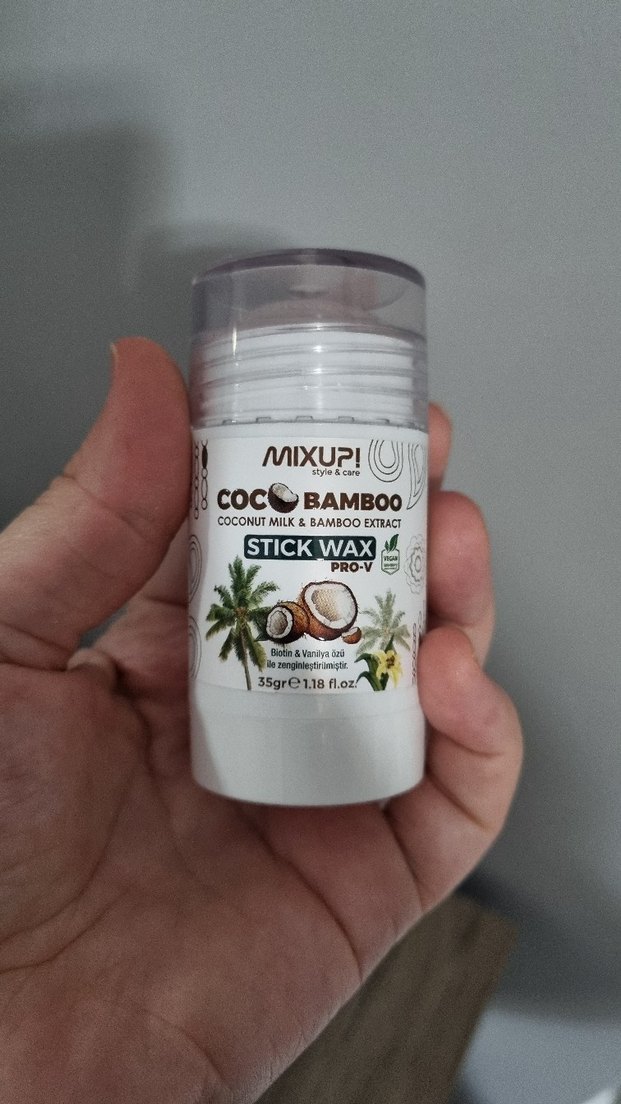 MIXUP!
style & care
COCO BAMBOO
COCONUT MILK & BAMBOO EXTRACT
STICK WAX
VEGAN
PRO-V
Biotin & Vanilya özü
ile zenginleştirümiştir.
35gr e 1.18 fl.oz.